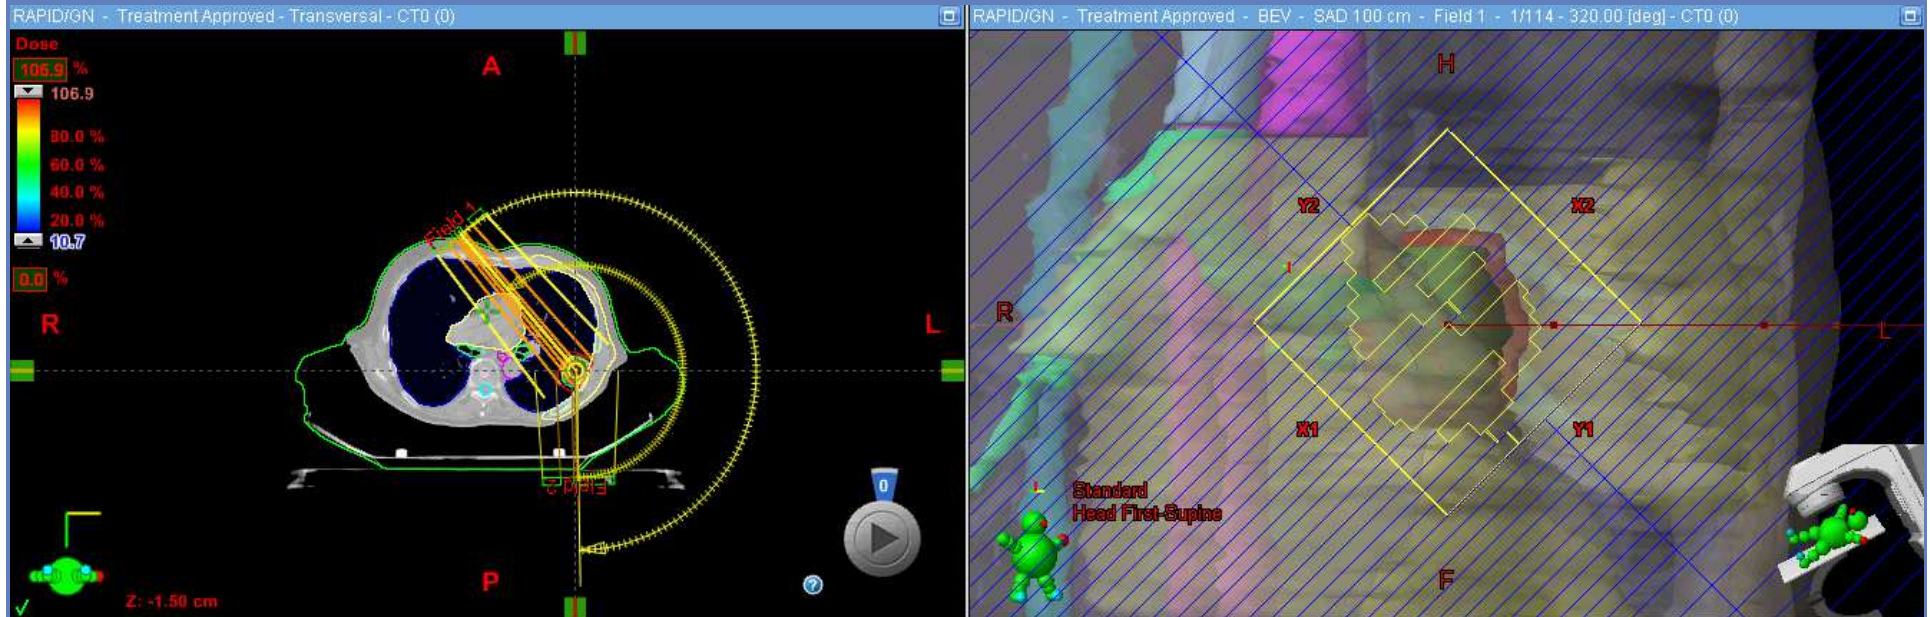 RAPID/GN - Treatment Approved - Transversal - CT0 (0)
Dose
106.9 %
106.9
80.0 %
60.0 %
40.0 %
20.0 %
10.7
0.0 %
A
R
L
P
Field 1
Field 2
0
?
Z: -1.50 cm
RAPID/GN - Treatment Approved - BEV - SAD 100 cm - Field 1 - 1/114 - 320.00 [deg] - CT0 (0)
H
Y2
X2
R
L
X1
Y1
Standard
Head First-Supine
F